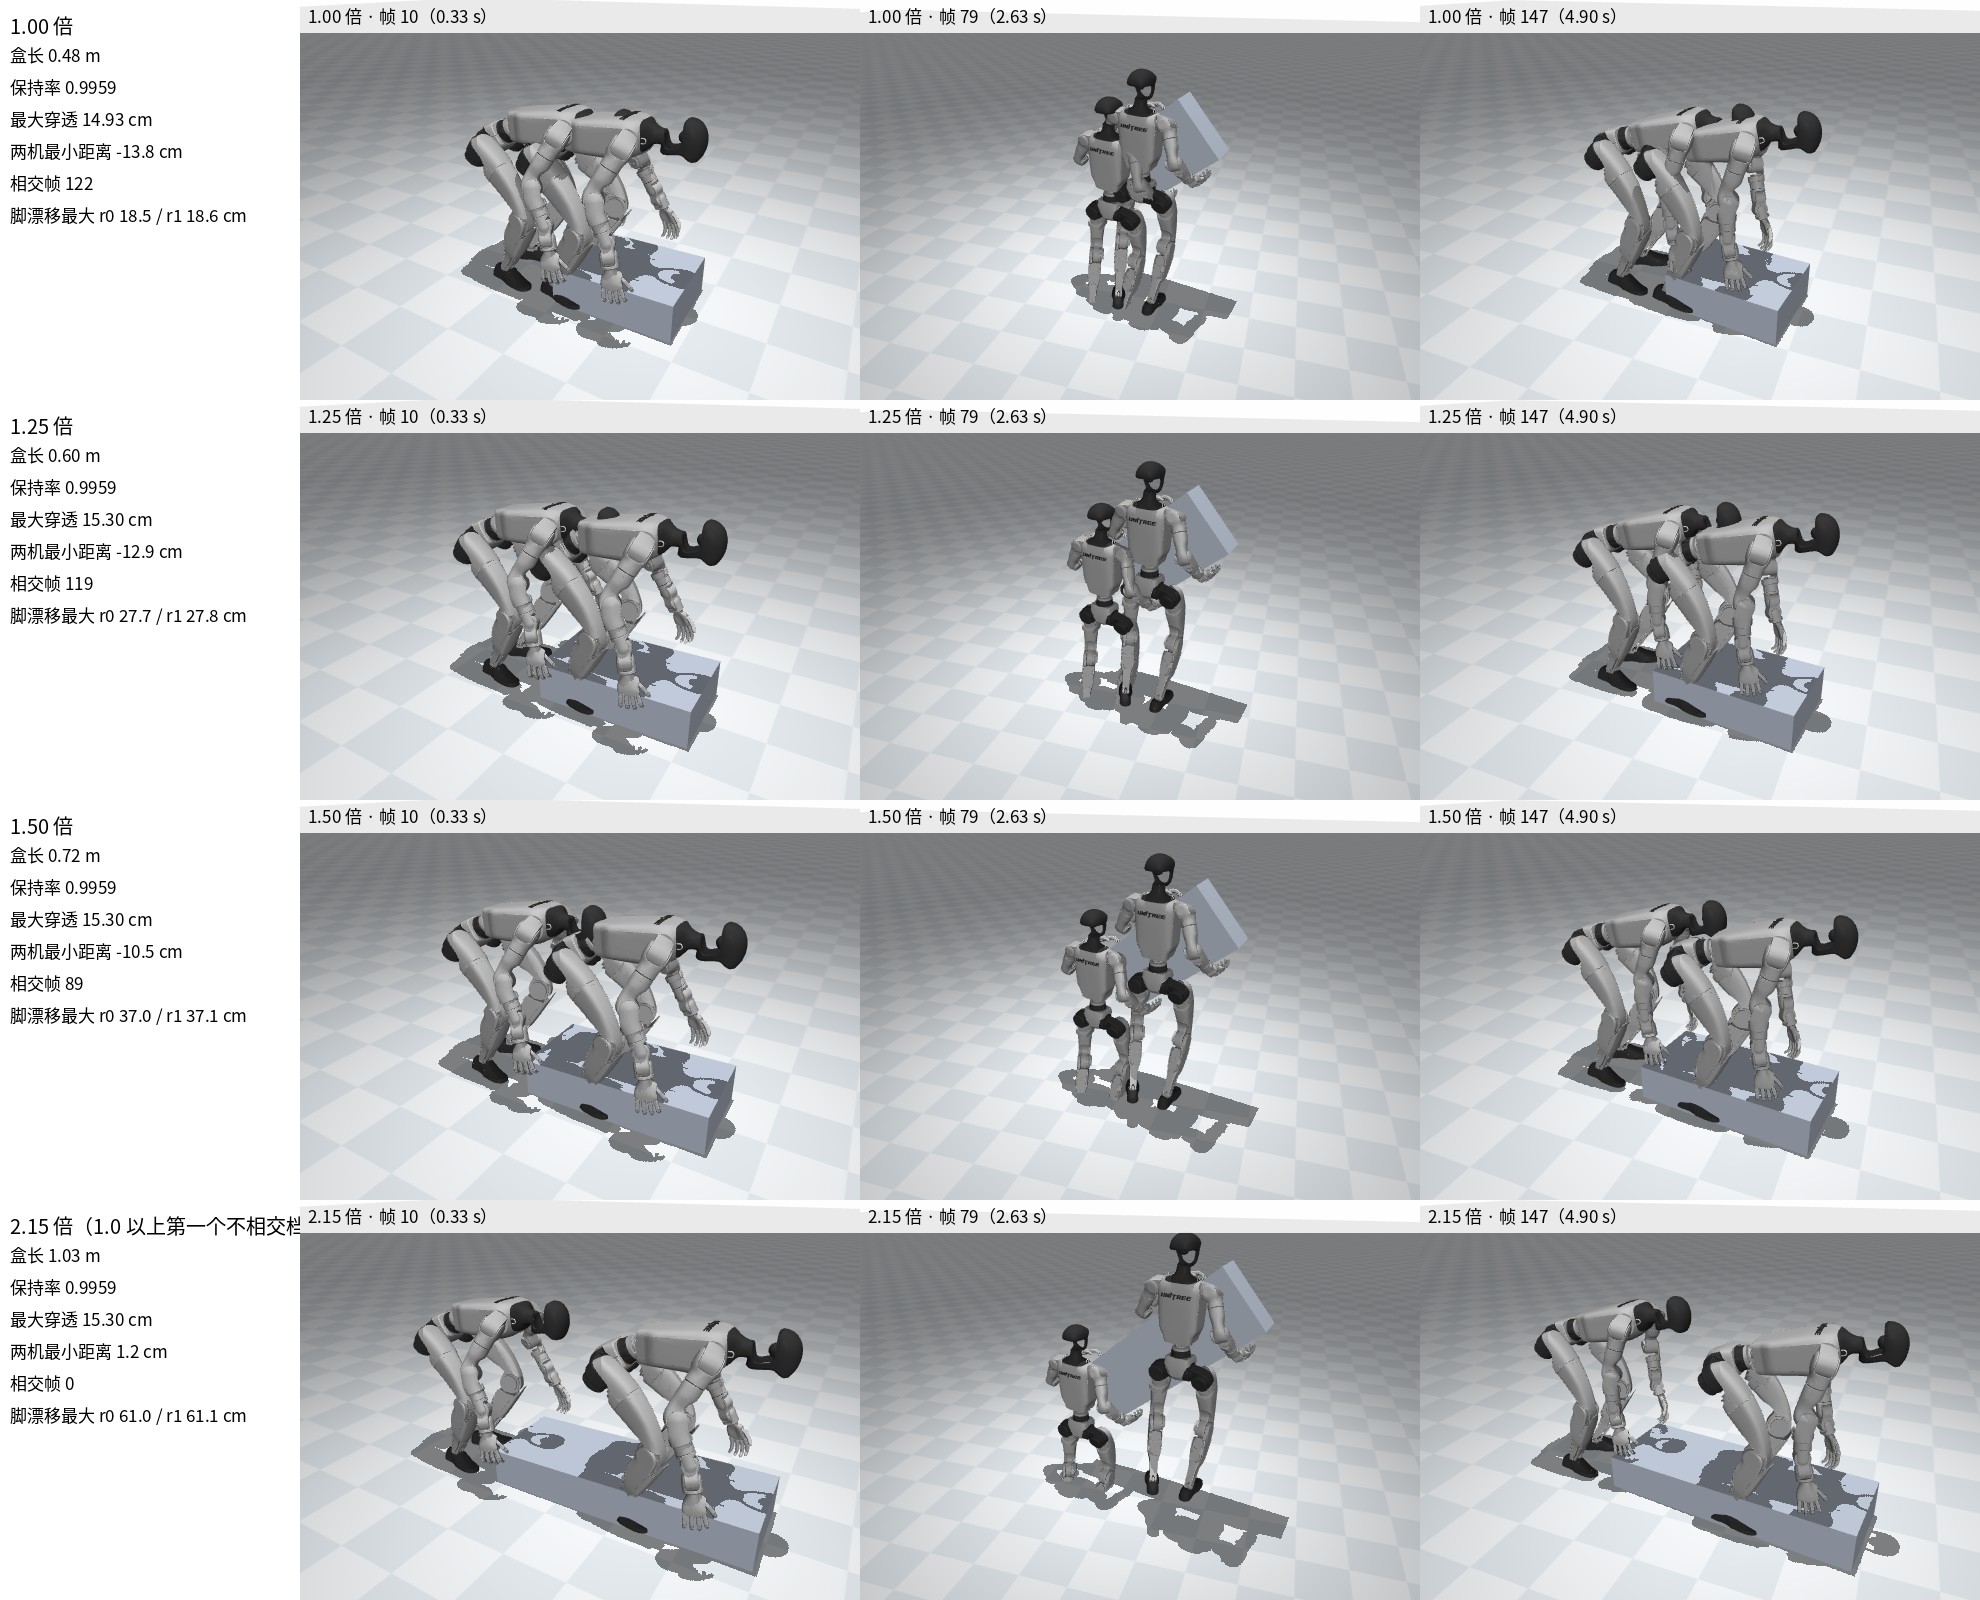 1.00 倍
盒长 0.48 m
保持率 0.9959
最大穿透 14.93 cm
两机最小距离 -13.8 cm
相交帧 122
脚漂移最大 r0 18.5 / r1 18.6 cm
1.00 倍 · 帧 10（0.33 s）
1.00 倍 · 帧 79（2.63 s）
UNITREE
UNITREE
1.00 倍 · 帧 147（4.90 s）
1.25 倍
盒长 0.60 m
保持率 0.9959
最大穿透 15.30 cm
两机最小距离 -12.9 cm
相交帧 119
脚漂移最大 r0 27.7 / r1 27.8 cm
1.25 倍 · 帧 10（0.33 s）
1.25 倍 · 帧 79（2.63 s）
UNITREE
UNITREE
1.25 倍 · 帧 147（4.90 s）
1.50 倍
盒长 0.72 m
保持率 0.9959
最大穿透 15.30 cm
两机最小距离 -10.5 cm
相交帧 89
脚漂移最大 r0 37.0 / r1 37.1 cm
1.50 倍 · 帧 10（0.33 s）
1.50 倍 · 帧 79（2.63 s）
UNITREE
UNITREE
1.50 倍 · 帧 147（4.90 s）
2.15 倍（1.0 以上第一个不相交档
盒长 1.03 m
保持率 0.9959
最大穿透 15.30 cm
两机最小距离 1.2 cm
相交帧 0
脚漂移最大 r0 61.0 / r1 61.1 cm
2.15 倍 · 帧 10（0.33 s）
2.15 倍 · 帧 79（2.63 s）
UNITREE
UNITREE
2.15 倍 · 帧 147（4.90 s）